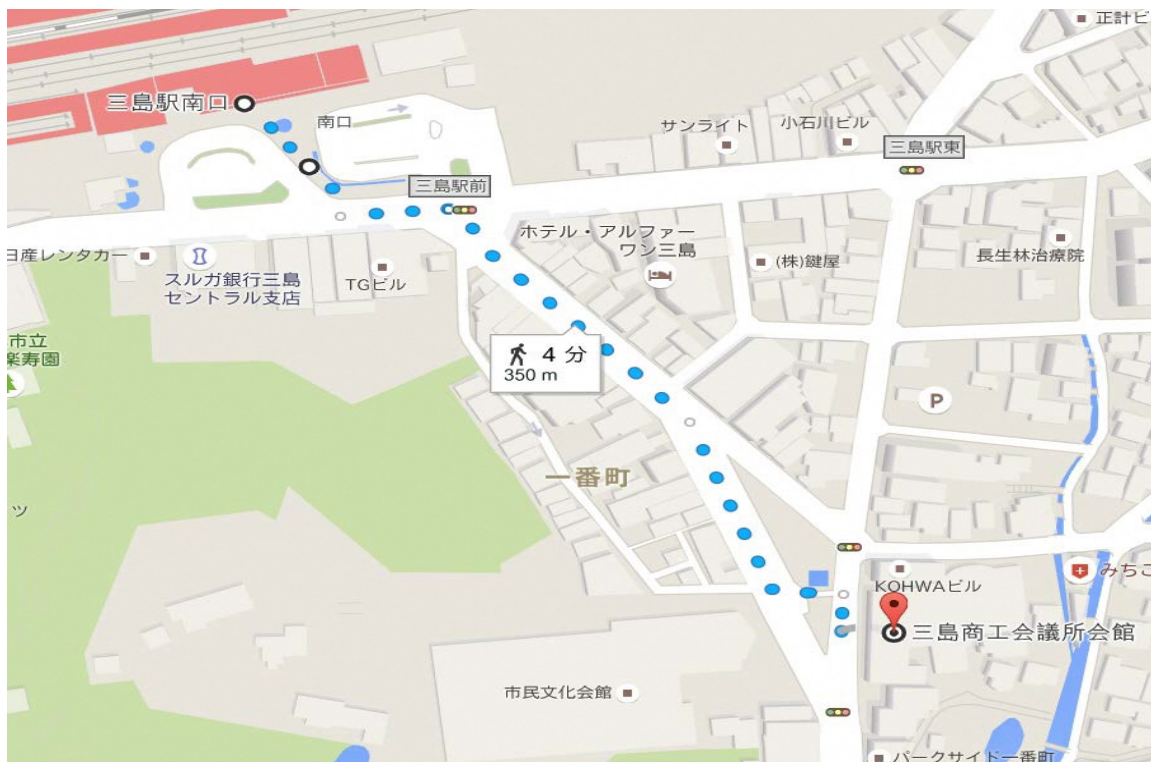 正計ビ
三島駅南口
南口
サンライト
小石川ビル
三島駅東
三島駅前
ホテル・アルファー
ワン三島
日産レンタカー
(株)鍵屋
長生林治療院
スルガ銀行三島
セントラル支店
TGビル
市立
楽寿園
4 分
350 m
P
一番町
ツ
KOHWAビル
みちこ
三島商工会議所会館
市民文化会館
パークサイド一番町